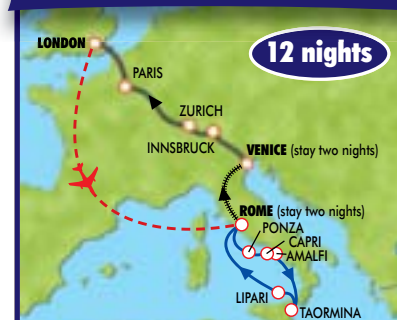 12 nights
LONDON
PARIS
ZURICH
INNSBRUCK
VENICE (stay two nights)
ROME (stay two nights)
PONZA
CAPRI
AMALFI
LIPARI
TAORMINA